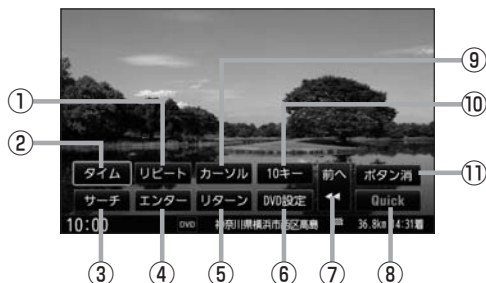 ①
②
⑨
⑩
⑪
タイム リピート カーソル 10キー 前へ ボタン消
サーチ エンター リターン DVD設定 ◀◀ Quick
10:00 DVD 神奈川県横浜市西区高島 36.8km 14:31着
③ ④ ⑤ ⑥ ⑦ ⑧